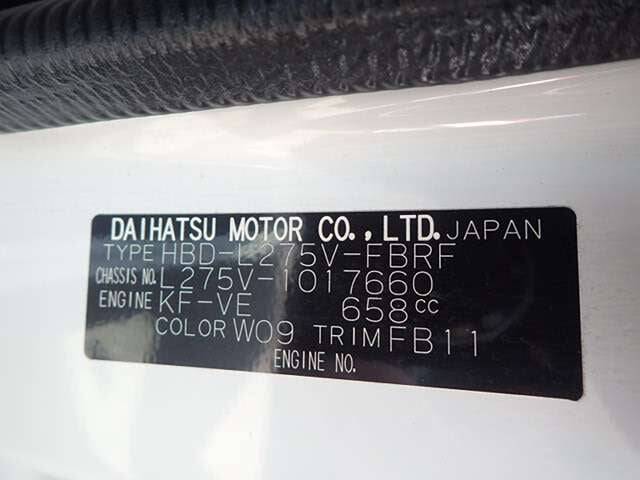 DAIHATSU MOTOR CO.,LTD. JAPAN
TYPE HBD-L275V-FBRF
CHASSIS NO. L275V-1017660
ENGINE KF-VE 658CC
COLOR W09 TRIM FB11
ENGINE NO.